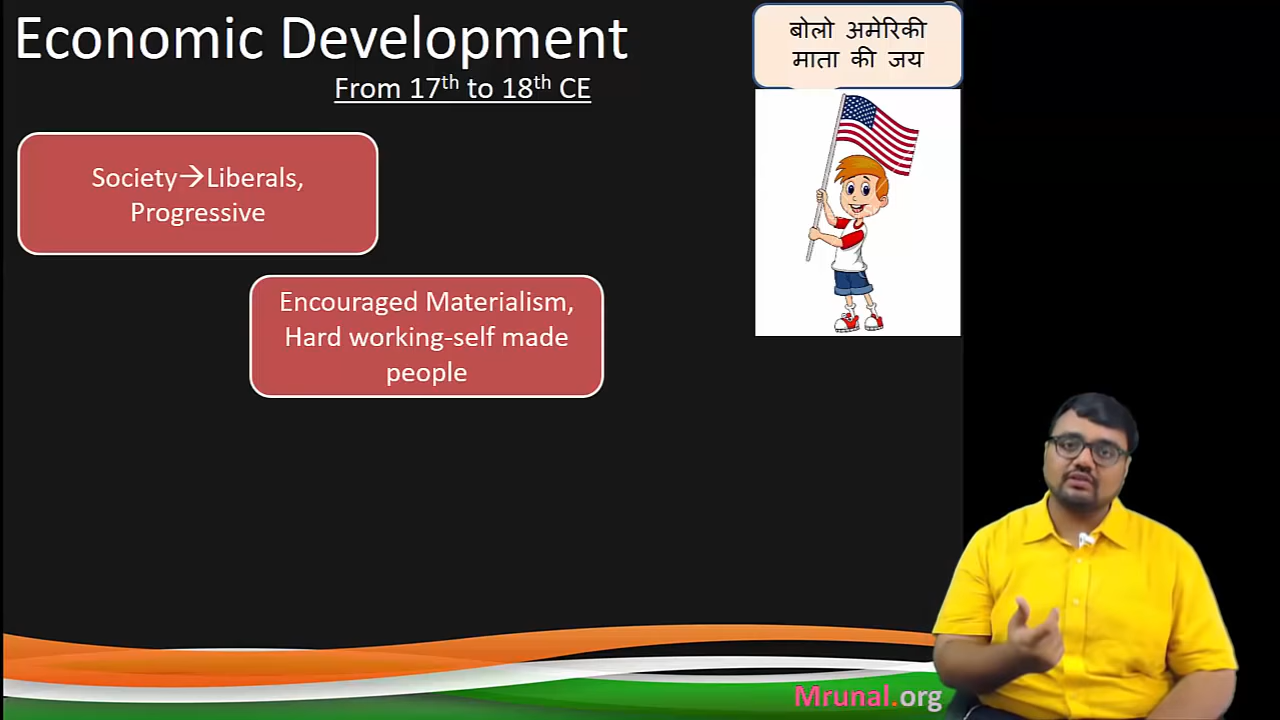 Economic Development
From 17th to 18th CE
बोलो अमेरिकी
माता की जय
Society→Liberals,
Progressive
Encouraged Materialism,
Hard working-self made
people
Mrunal.org